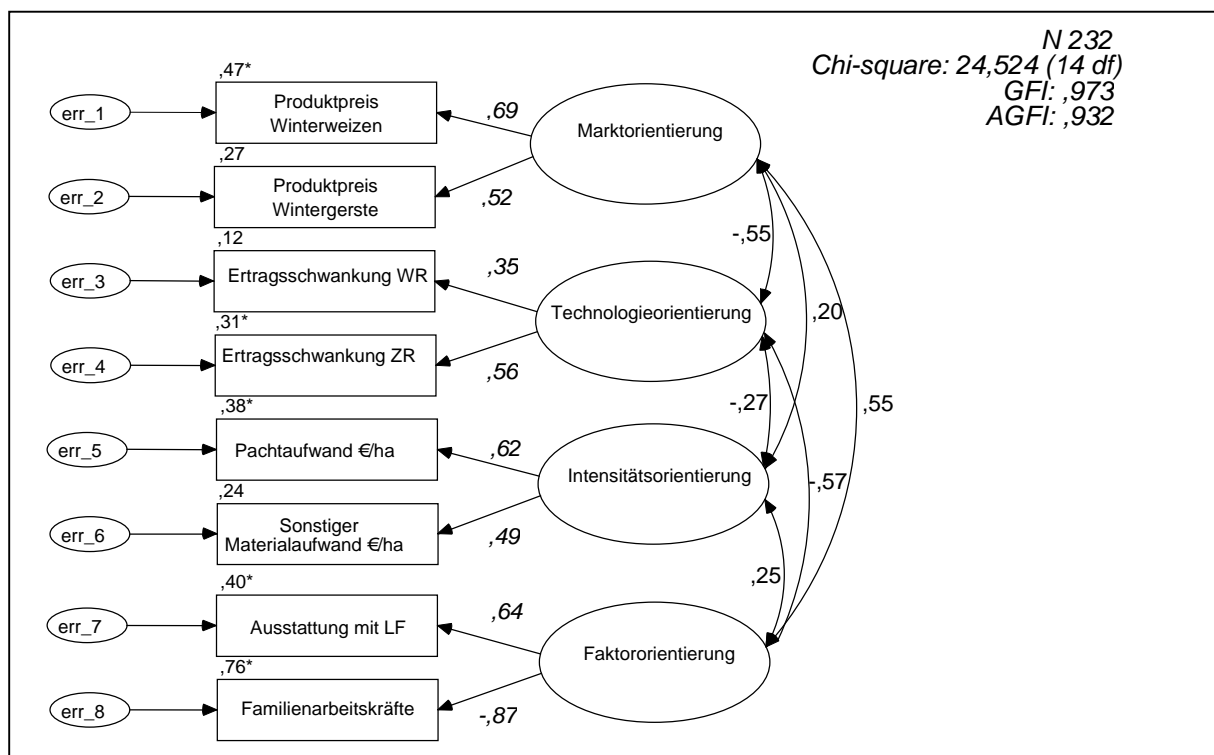 N 232
Chi-square: 24,524 (14 df)
GFI: ,973
AGFI: ,932
,47*
err_1
Produktpreis
Winterweizen
,69
Marktorientierung
,27
err_2
Produktpreis
Wintergerste
,52
-,55
,12
err_3
Ertragsschwankung WR
,35
Technologieorientierung
,20
,31*
err_4
Ertragsschwankung ZR
,56
-,27
,55
,38*
err_5
Pachtaufwand €/ha
,62
Intensitätsorientierung
-,57
,24
err_6
Sonstiger
Materialaufwand €/ha
,49
,25
,40*
err_7
Ausstattung mit LF
,64
Faktororientierung
,76*
err_8
Familienarbeitskräfte
-,87